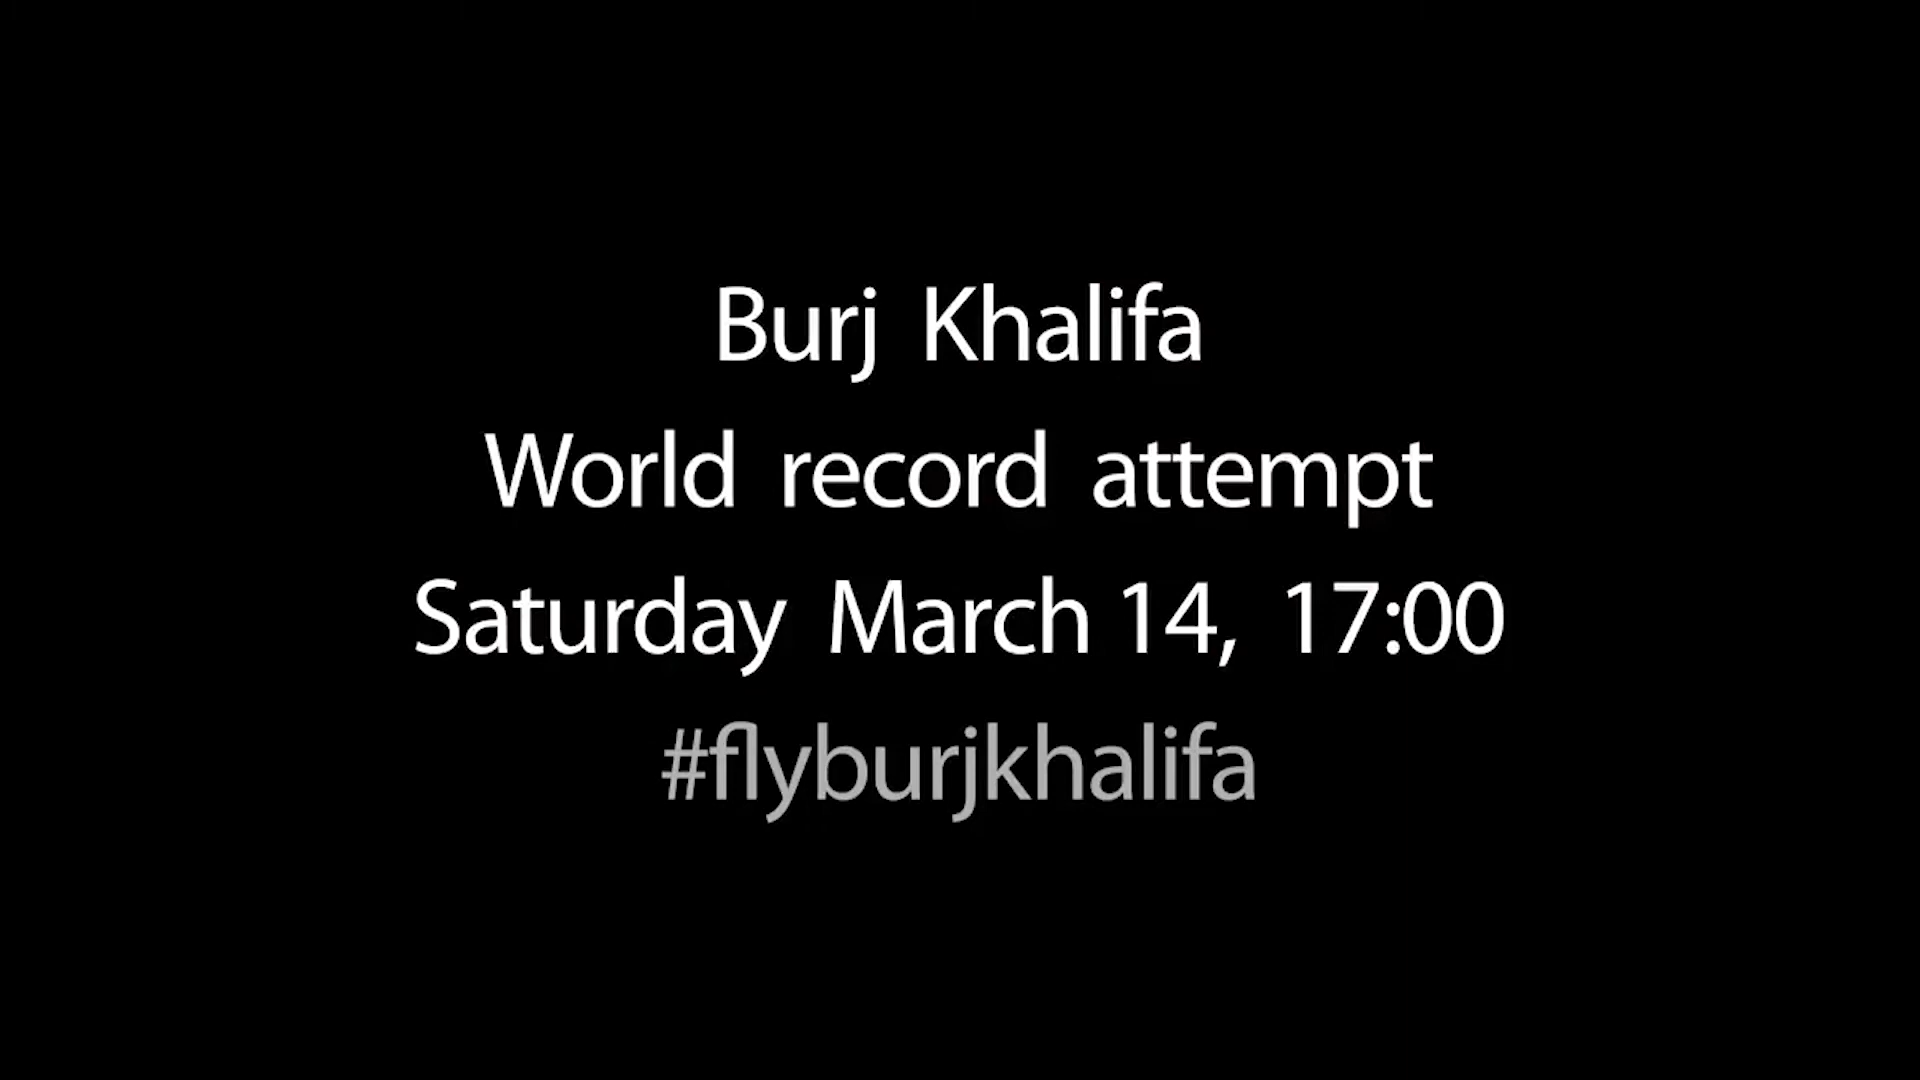 Burj Khalifa
World record attempt
Saturday March 14, 17:00
#flyburjkhalifa